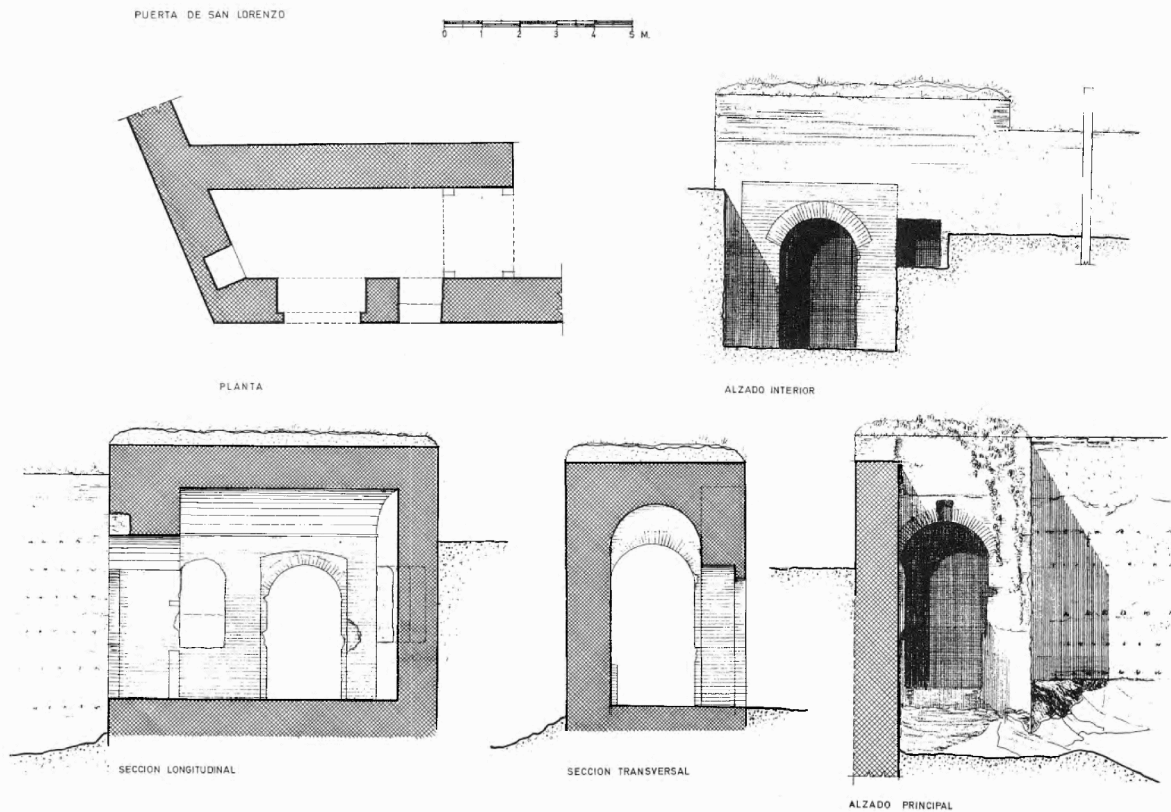 PUERTA DE SAN LORENZO
0 1 2 3 4 5 M.
PLANTA
ALZADO INTERIOR
SECCION LONGITUDINAL
SECCION TRANSVERSAL
ALZADO PRINCIPAL